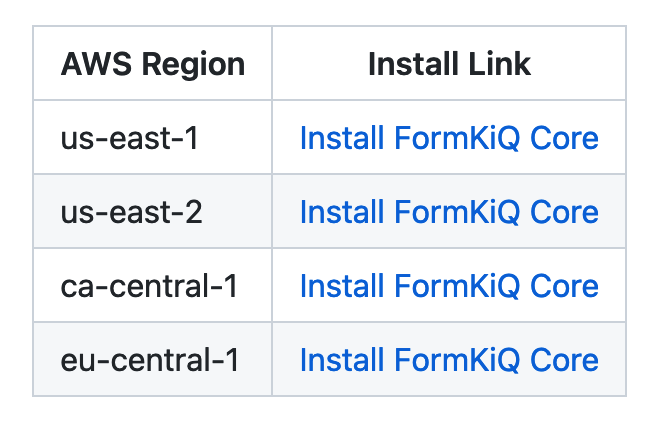 AWS Region Install Link
us-east-1 Install FormKiQ Core
us-east-2 Install FormKiQ Core
ca-central-1 Install FormKiQ Core
eu-central-1 Install FormKiQ Core